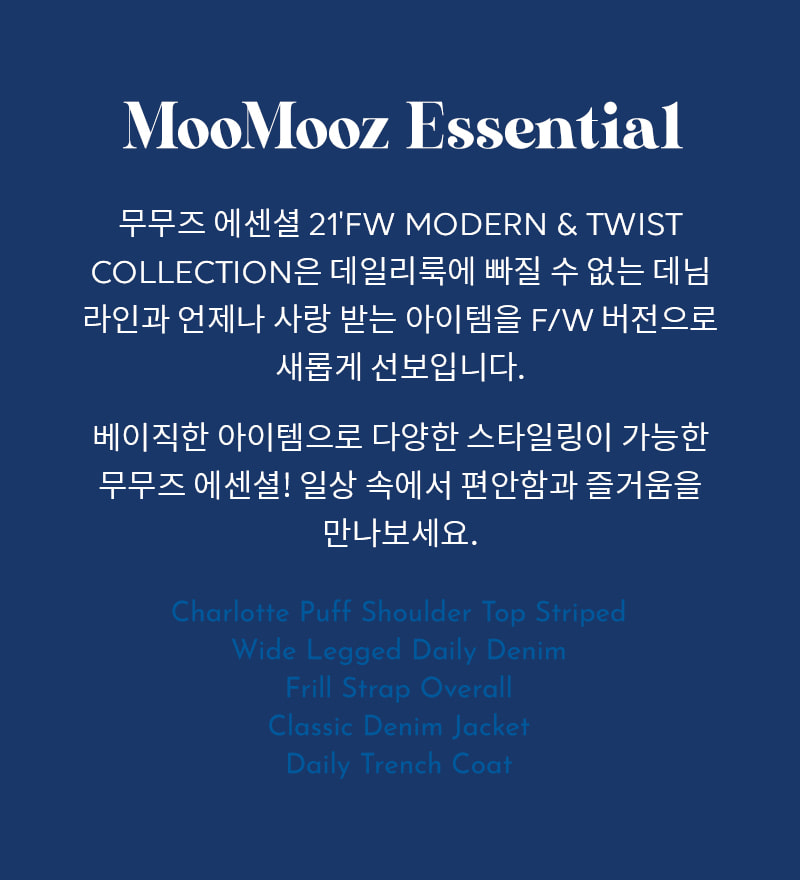 MooMooz Essential
무무즈 에센셜 21'FW MODERN & TWIST
COLLECTION은 데일리룩에 빠질 수 없는 데님
라인과 언제나 사랑 받는 아이템을 F/W 버전으로
새롭게 선보입니다.
베이직한 아이템으로 다양한 스타일링이 가능한
무무즈 에센셜! 일상 속에서 편안함과 즐거움을
만나보세요.
Charlotte Puff Shoulder Top Striped
Wide Legged Daily Denim
Frill Strap Overall
Classic Denim Jacket
Daily Trench Coat